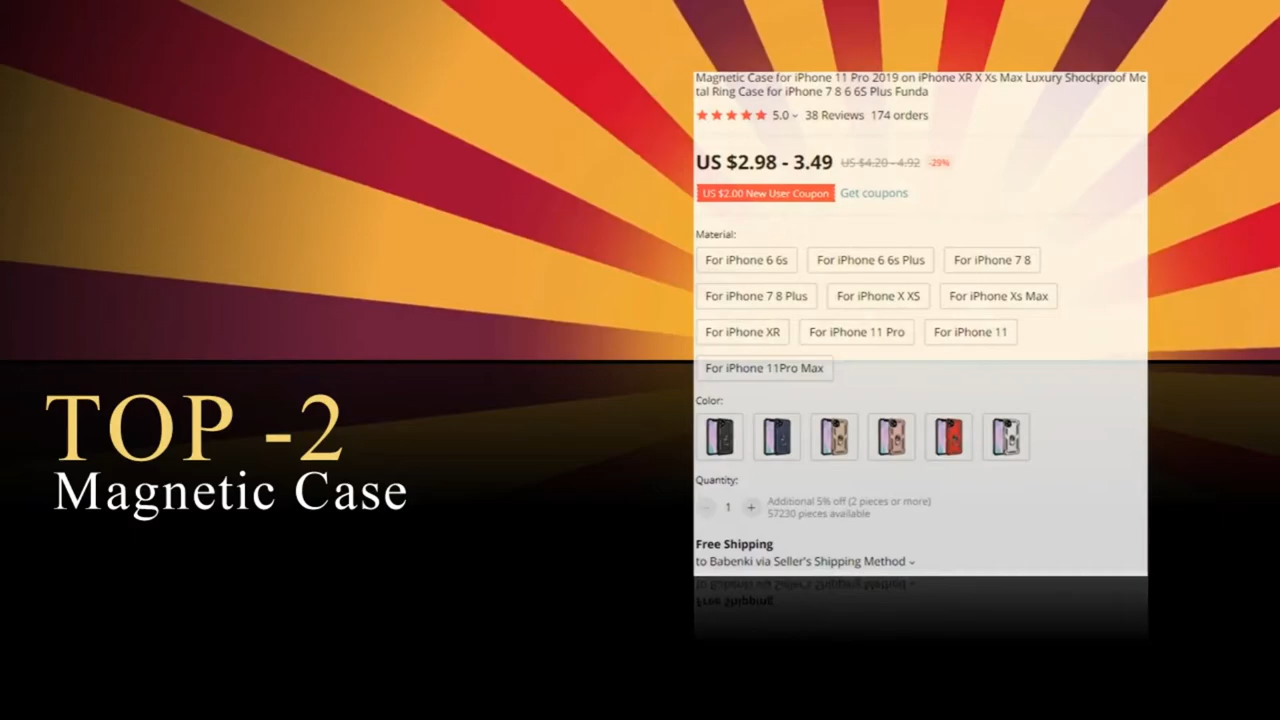 Magnetic Case for iPhone 11 Pro 2019 on iPhone XR X Xs Max Luxury Shockproof Me
tal Ring Case for iPhone 7 8 6 6S Plus Funda
5.0 38 Reviews 174 orders
US $2.98 - 3.49 US $4.20 - 4.92 -29%
US $2.00 New User Coupon Get coupons
Material:
For iPhone 6 6s For iPhone 6 6s Plus For iPhone 7 8
For iPhone 7 8 Plus For iPhone X XS For iPhone Xs Max
For iPhone XR For iPhone 11 Pro For iPhone 11
For iPhone 11Pro Max
Color:
Quantity:
- 1 + Additional 5% off (2 pieces or more)
57230 pieces available
Free Shipping
to Babenki via Seller's Shipping Method
TOP -2
Magnetic Case